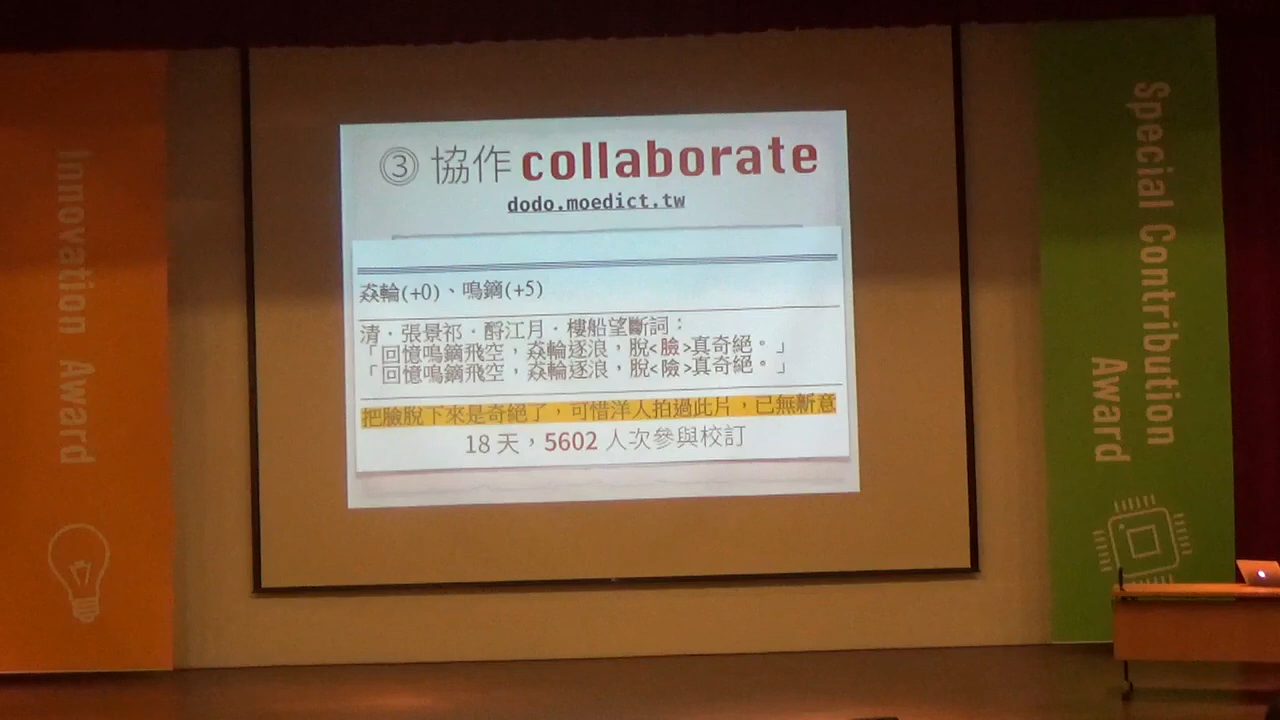 Innovation Award
③ 協作 collaborate
dodo.moedict.tw
猋輪(+0)、鳴鏑(+5)
清．張景祁．酹江月．樓船望斷詞：
「回憶鳴鏑飛空，猋輪逐浪，脫<臉>真奇絕。」
「回憶鳴鏑飛空，猋輪逐浪，脫<險>真奇絕。」
把臉脫下來是奇絕了，可惜洋人拍過此片，已無新意
18 天，5602 人次參與校訂
Special Contribution
Award